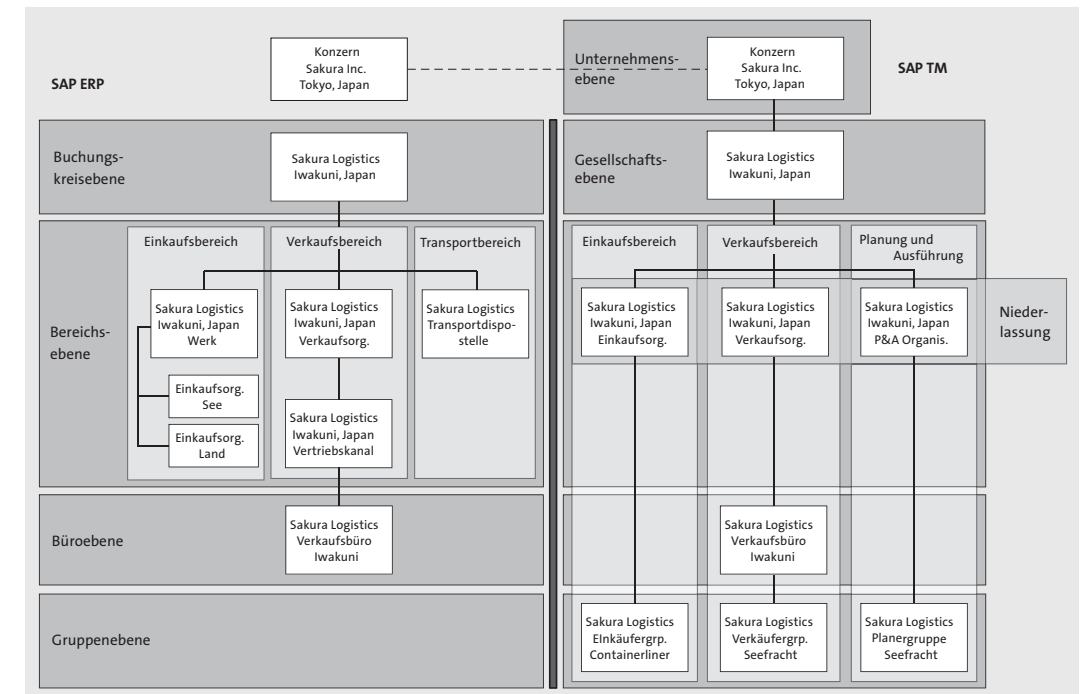 SAP ERP
Konzern
Sakura Inc.
Tokyo, Japan
Unternehmens-
ebene
Konzern
Sakura Inc.
Tokyo, Japan
SAP TM
Buchungs-
kreisebene
Sakura Logistics
Iwakuni, Japan
Gesellschafts-
ebene
Sakura Logistics
Iwakuni, Japan
Bereichs-
ebene
Einkaufsbereich
Verkaufsbereich
Transportbereich
Sakura Logistics
Iwakuni, Japan
Werk
Sakura Logistics
Iwakuni, Japan
Verkaufsorg.
Sakura Logistics
Transportdispo-
stelle
Einkaufsorg.
See
Einkaufsorg.
Land
Sakura Logistics
Iwakuni, Japan
Vertriebskanal
Einkaufsbereich
Verkaufsbereich
Planung und
Ausführung
Sakura Logistics
Iwakuni, Japan
Einkaufsorg.
Sakura Logistics
Iwakuni, Japan
Verkaufsorg.
Sakura Logistics
Iwakuni, Japan
P&A Organis.
Nieder-
lassung
Büroebene
Sakura Logistics
Verkaufsbüro
Iwakuni
Sakura Logistics
Verkaufsbüro
Iwakuni
Gruppenebene
Sakura Logistics
EInkäufergrp.
Containerliner
Sakura Logistics
Verkäufergrp.
Seefracht
Sakura Logistics
Planergruppe
Seefracht